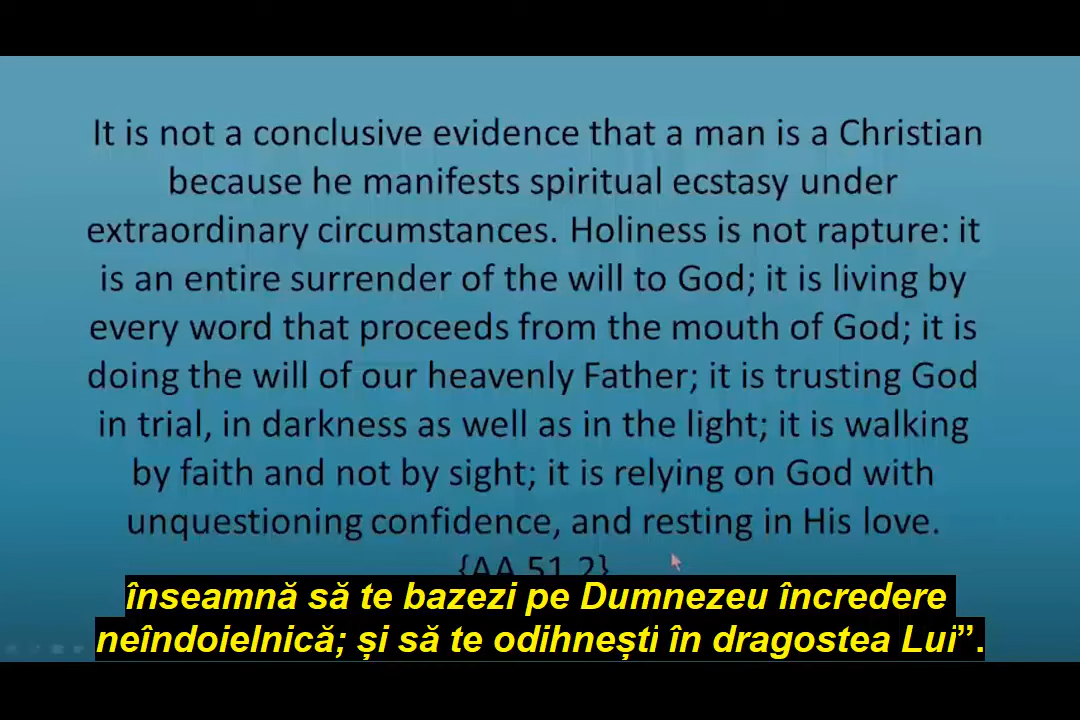 It is not a conclusive evidence that a man is a Christian
because he manifests spiritual ecstasy under
extraordinary circumstances. Holiness is not rapture: it
is an entire surrender of the will to God; it is living by
every word that proceeds from the mouth of God; it is
doing the will of our heavenly Father; it is trusting God
in trial, in darkness as well as in the light; it is walking
by faith and not by sight; it is relying on God with
unquestioning confidence, and resting in His love.
{AA 51.2}
înseamnă să te bazezi pe Dumnezeu încredere
neîndoielnică; și să te odihnești în dragostea Lui”.